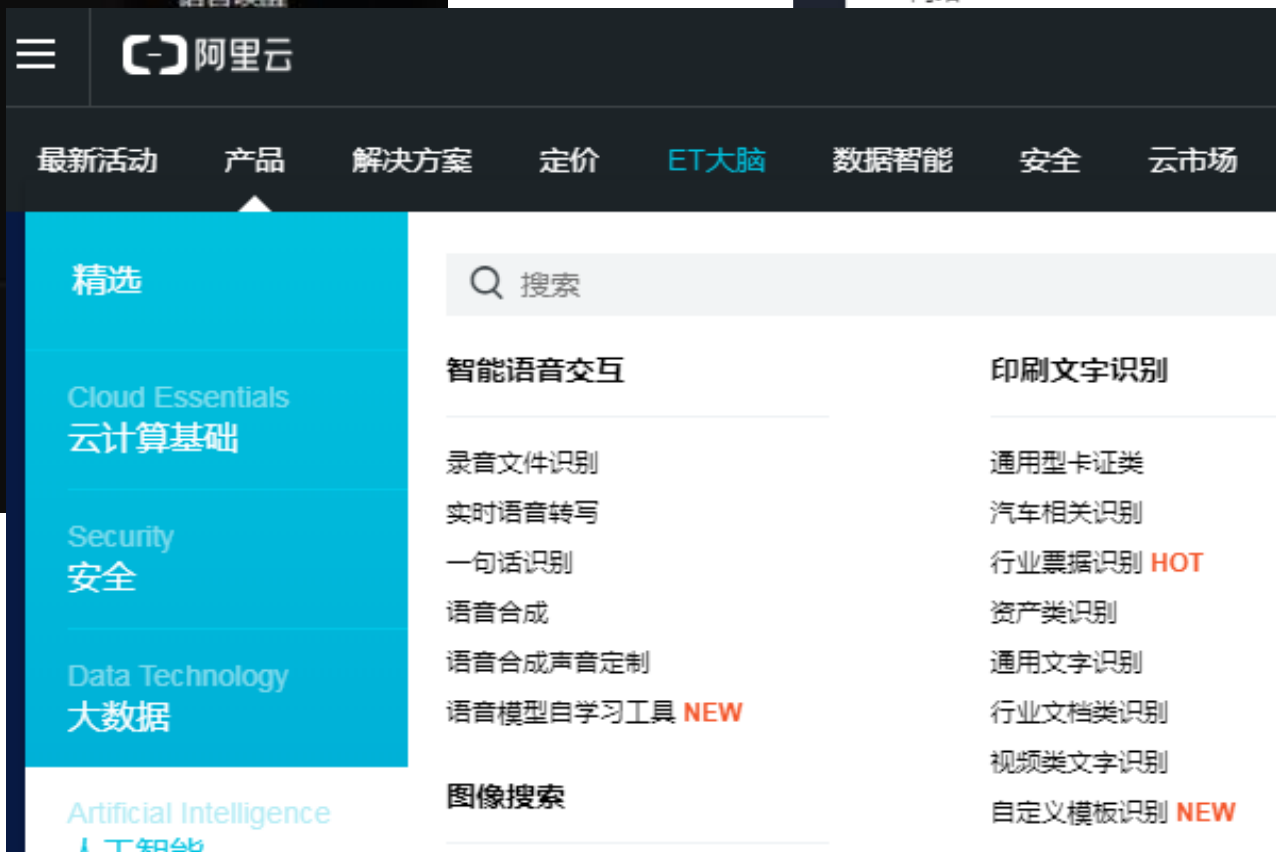 阿里云
最新活动 产品 解决方案 定价 ET大脑 数据智能 安全 云市场
精选
搜索
Cloud Essentials
云计算基础
Security
安全
Data Technology
大数据
Artificial Intelligence
人工智能
智能语音交互
录音文件识别
实时语音转写
一句话识别
语音合成
语音合成声音定制
语音模型自学习工具 NEW
图像搜索
印刷文字识别
通用型卡证类
汽车相关识别
行业票据识别 HOT
资产类识别
通用文字识别
行业文档类识别
视频类文字识别
自定义模板识别 NEW